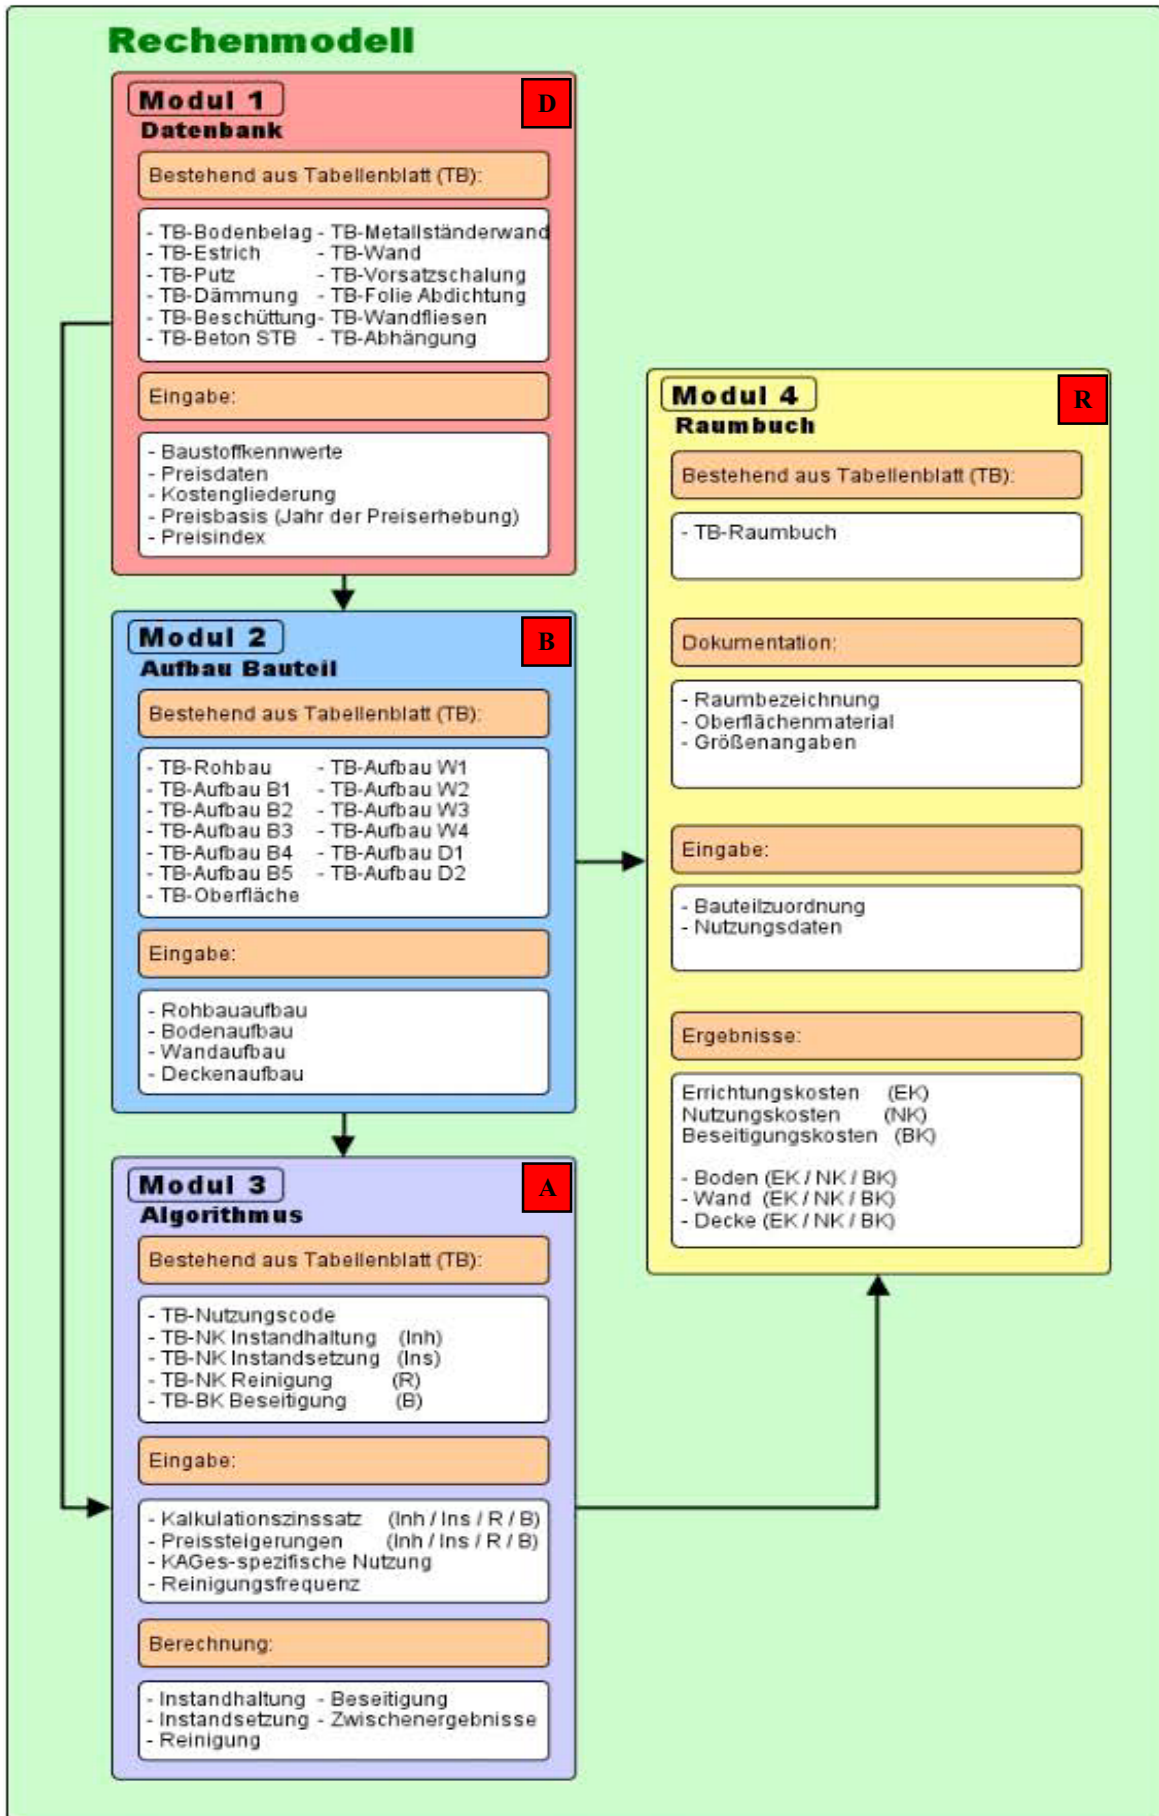 Rechenmodell
Modul 1
D
Datenbank
Bestehend aus Tabellenblatt (TB):
- TB-Bodenbelag - TB-Metallständerwand
- TB-Estrich - TB-Wand
- TB-Putz - TB-Vorsatzschalung
- TB-Dämmung - TB-Folie Abdichtung
- TB-Beschüttung - TB-Wandfliesen
- TB-Beton STB - TB-Abhängung
Eingabe:
- Baustoffkennwerte
- Preisdaten
- Kostengliederung
- Preisbasis (Jahr der Preiserhebung)
- Preisindex
Modul 2
B
Aufbau Bauteil
Bestehend aus Tabellenblatt (TB):
- TB-Rohbau - TB-Aufbau W1
- TB-Aufbau B1 - TB-Aufbau W2
- TB-Aufbau B2 - TB-Aufbau W3
- TB-Aufbau B3 - TB-Aufbau W4
- TB-Aufbau B4 - TB-Aufbau D1
- TB-Aufbau B5 - TB-Aufbau D2
- TB-Oberfläche
Eingabe:
- Rohbauaufbau
- Bodenaufbau
- Wandaufbau
- Deckenaufbau
Modul 3
A
Algorithmus
Bestehend aus Tabellenblatt (TB):
- TB-Nutzungscode
- TB-NK Instandhaltung (Inh)
- TB-NK Instandsetzung (Ins)
- TB-NK Reinigung (R)
- TB-BK Beseitigung (B)
Eingabe:
- Kalkulationszinssatz (Inh / Ins / R / B)
- Preissteigerungen (Inh / Ins / R / B)
- KAGes-spezifische Nutzung
- Reinigungsfrequenz
Berechnung:
- Instandhaltung - Beseitigung
- Instandsetzung - Zwischenergebnisse
- Reinigung
Modul 4
R
Raumbuch
Bestehend aus Tabellenblatt (TB):
- TB-Raumbuch
Dokumentation:
- Raumbezeichnung
- Oberflächenmaterial
- Größenangaben
Eingabe:
- Bauteilzuordnung
- Nutzungsdaten
Ergebnisse:
Errichtungskosten (EK)
Nutzungskosten (NK)
Beseitigungskosten (BK)
- Boden (EK / NK / BK)
- Wand (EK / NK / BK)
- Decke (EK / NK / BK)